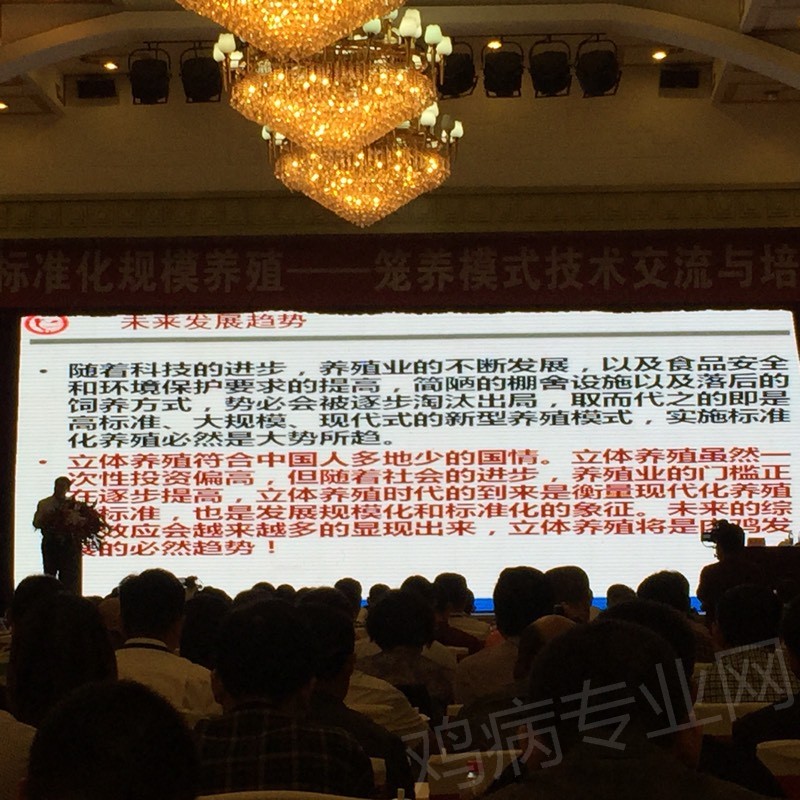 标准化规模养殖——笼养模式技术交流与培
未来发展趋势
• 随着科技的进步，养殖业的不断发展，以及食品安全
和环境保护要求的提高，简陋的棚舍设施以及落后的
饲养方式，势必会被逐步淘汰出局，取而代之的即是
高标准、大规模、现代式的新型养殖模式，实施标准
化养殖必然是大势所趋。
• 立体养殖符合中国人多地少的国情。立体养殖虽然一
次性投资偏高，但随着社会的进步，养殖业的门槛正
在逐步提高，立体养殖时代的到来是衡量现代化养殖
标准，也是发展规模化和标准化的象征。未来的综
效应会越来越多的显现出来，立体养殖将是肉鸡发
的必然趋势！
鸡病专业网